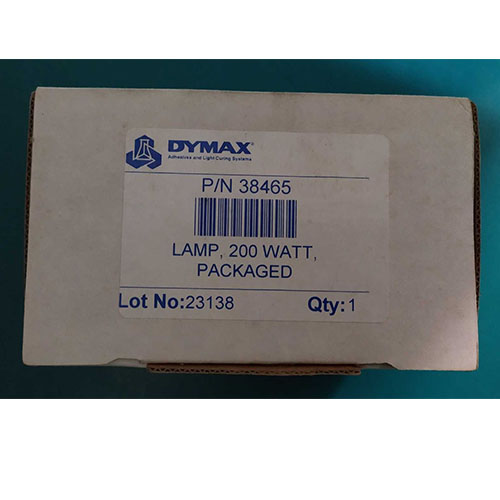 DYMAX®
Adhesives and Light Curing Systems
P/N 38465
LAMP, 200 WATT,
PACKAGED
Lot No:23138 Qty:1